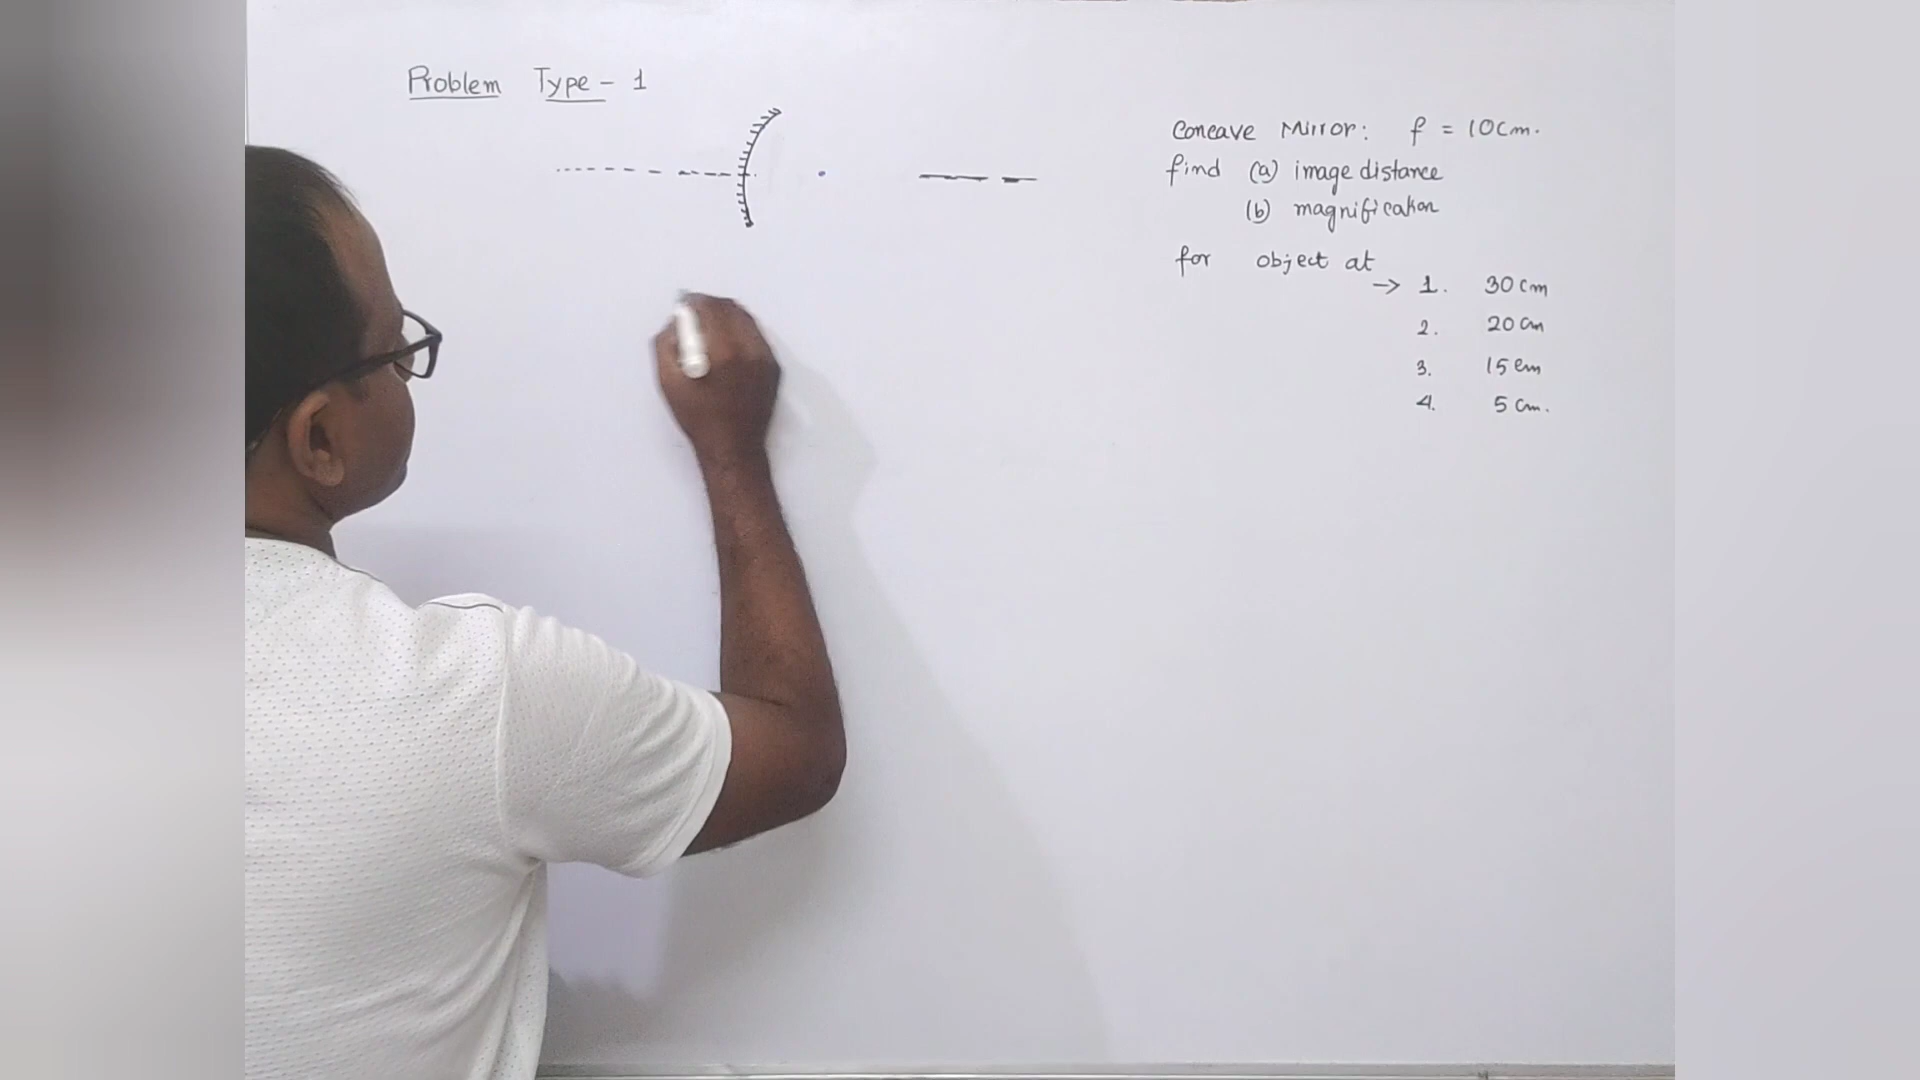 Problem Type - 1
Concave Mirror: f = 10cm.
find (a) image distance
(b) magnification
for object at
→ 1. 30 cm
2. 20 cm
3. 15 cm
4. 5 cm.